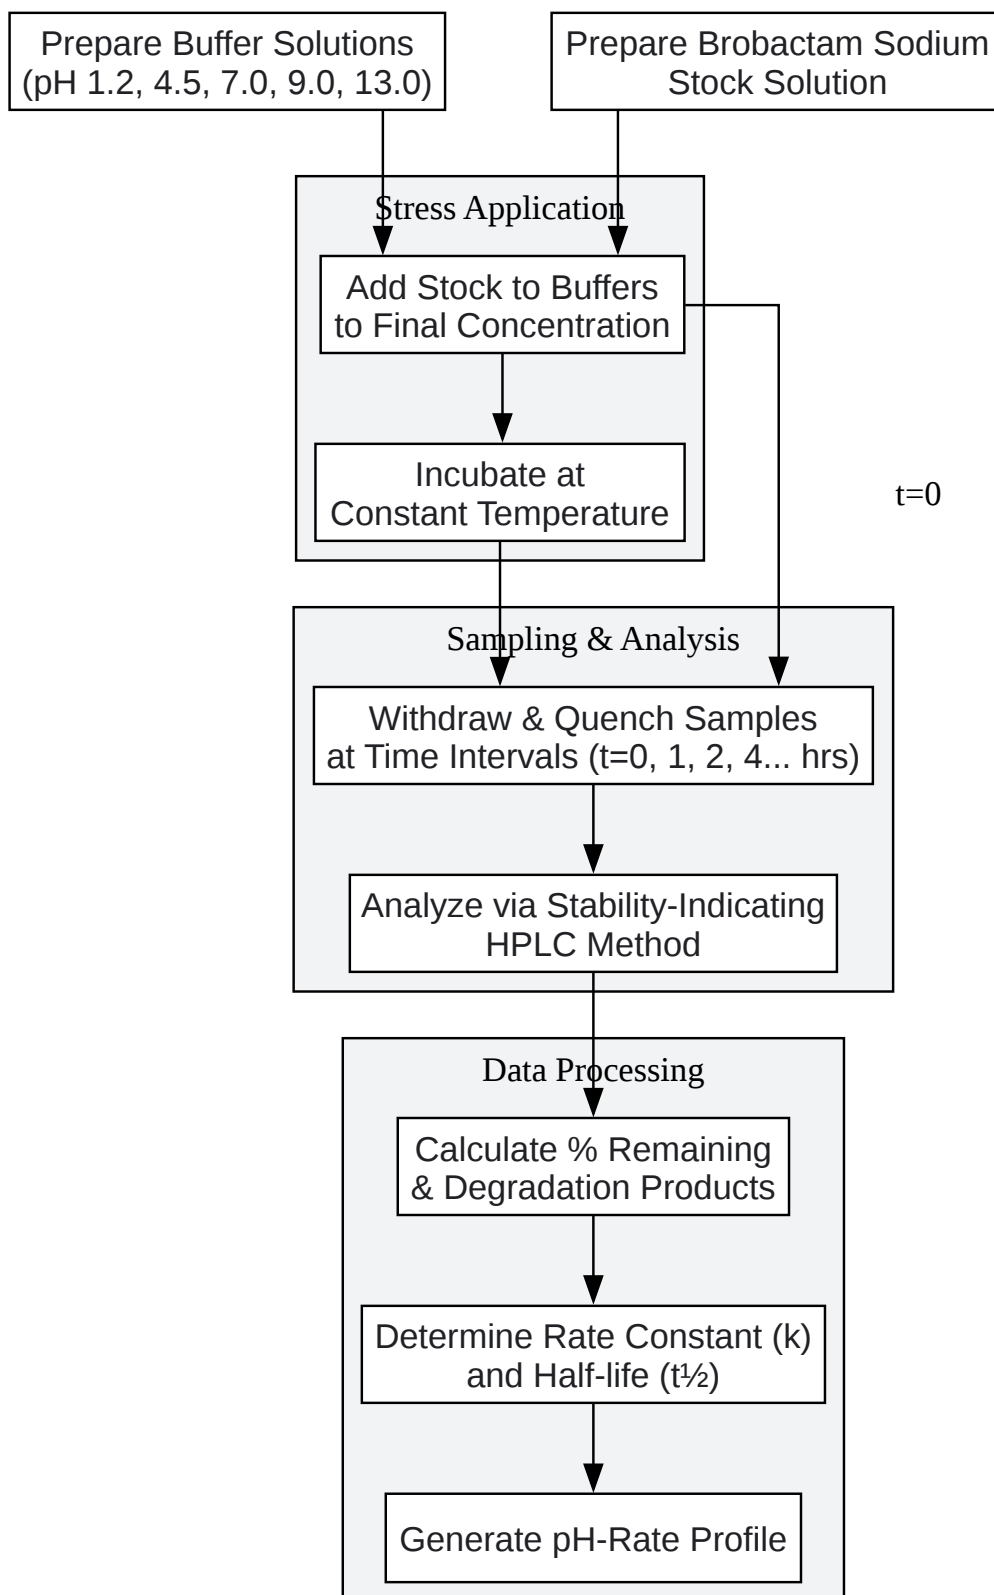 Prepare Buffer Solutions
(pH 1.2, 4.5, 7.0, 9.0, 13.0)
Prepare Brobactam Sodium
Stock Solution
Stress Application
Add Stock to Buffers
to Final Concentration
Incubate at
Constant Temperature
t=0
Sampling & Analysis
Withdraw & Quench Samples
at Time Intervals (t=0, 1, 2, 4... hrs)
Analyze via Stability-Indicating
HPLC Method
Data Processing
Calculate % Remaining
& Degradation Products
Determine Rate Constant (k)
and Half-life (t½)
Generate pH-Rate Profile